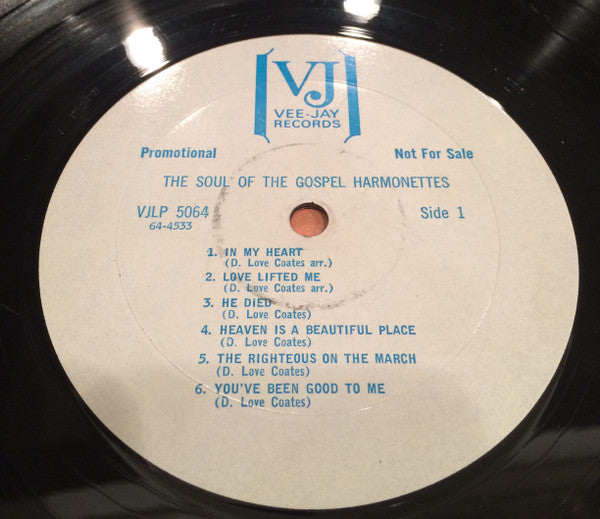 VJ
VEE-JAY
RECORDS
Promotional Not For Sale
THE SOUL OF THE GOSPEL HARMONETTES
VJLP 5064 Side 1
64-4533
1. IN MY HEART
(D. Love Coates arr.)
2. LOVE LIFTED ME
(D. Love Coates arr.)
3. HE DIED
(D. Love Coates)
4. HEAVEN IS A BEAUTIFUL PLACE
(D. Love Coates)
5. THE RIGHTEOUS ON THE MARCH
(D. Love Coates)
6. YOU'VE BEEN GOOD TO ME
(D. Love Coates)